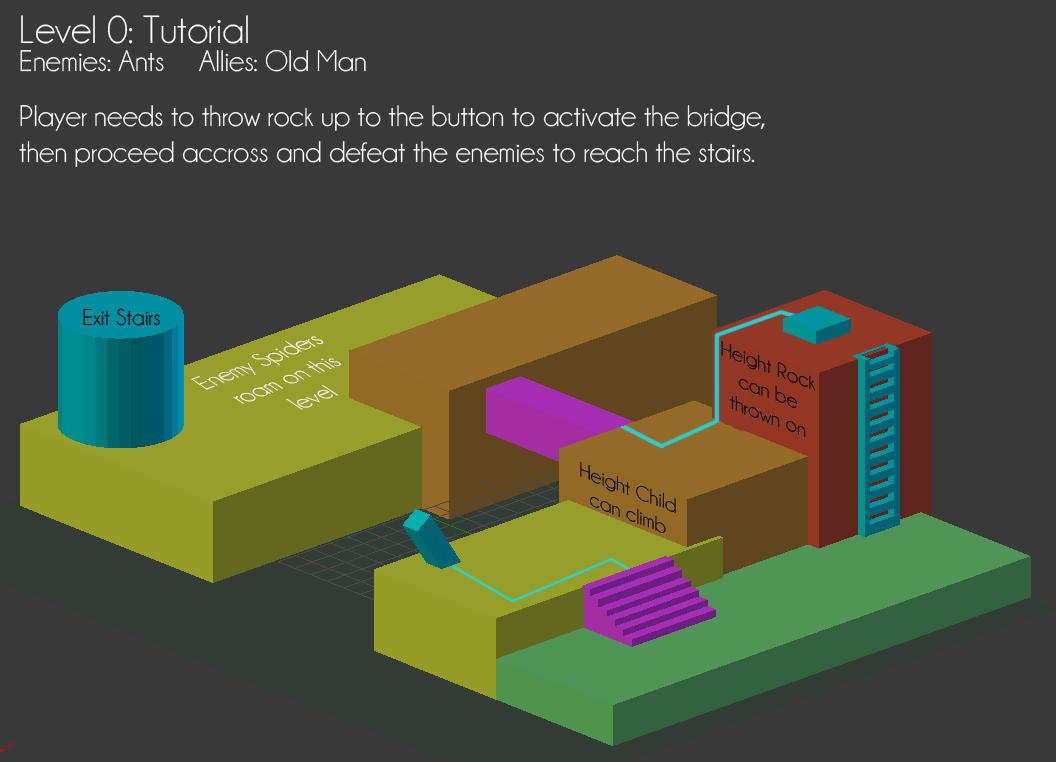 Level 0: Tutorial
Enemies: Ants Allies: Old Man
Player needs to throw rock up to the button to activate the bridge,
then proceed accross and defeat the enemies to reach the stairs.
Exit Stairs
Enemy Spiders
roam on this
level
Height Rock
can be
thrown on
Height Child
can climb